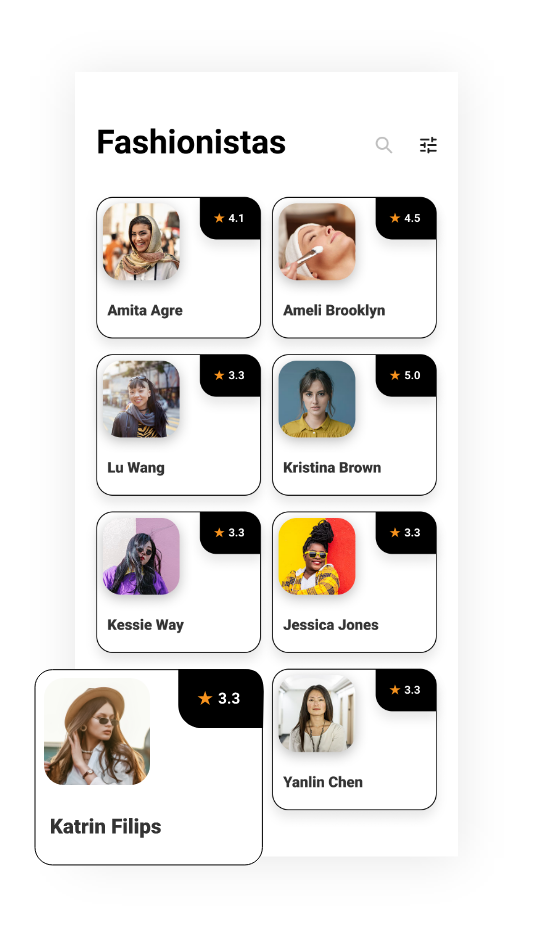 Fashionistas
★ 4.1
Amita Agre
★ 4.5
Ameli Brooklyn
★ 3.3
Lu Wang
★ 5.0
Kristina Brown
★ 3.3
Kessie Way
★ 3.3
Jessica Jones
★ 3.3
Katrin Filips
★ 3.3
Yanlin Chen